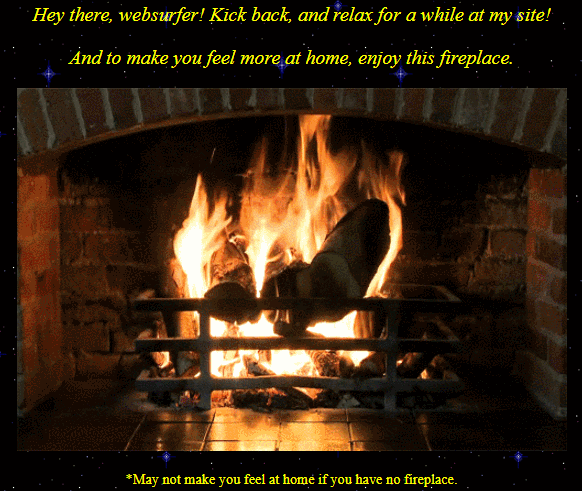 Hey there, websurfer! Kick back, and relax for a while at my site!
And to make you feel more at home, enjoy this fireplace.
*May not make you feel at home if you have no fireplace.